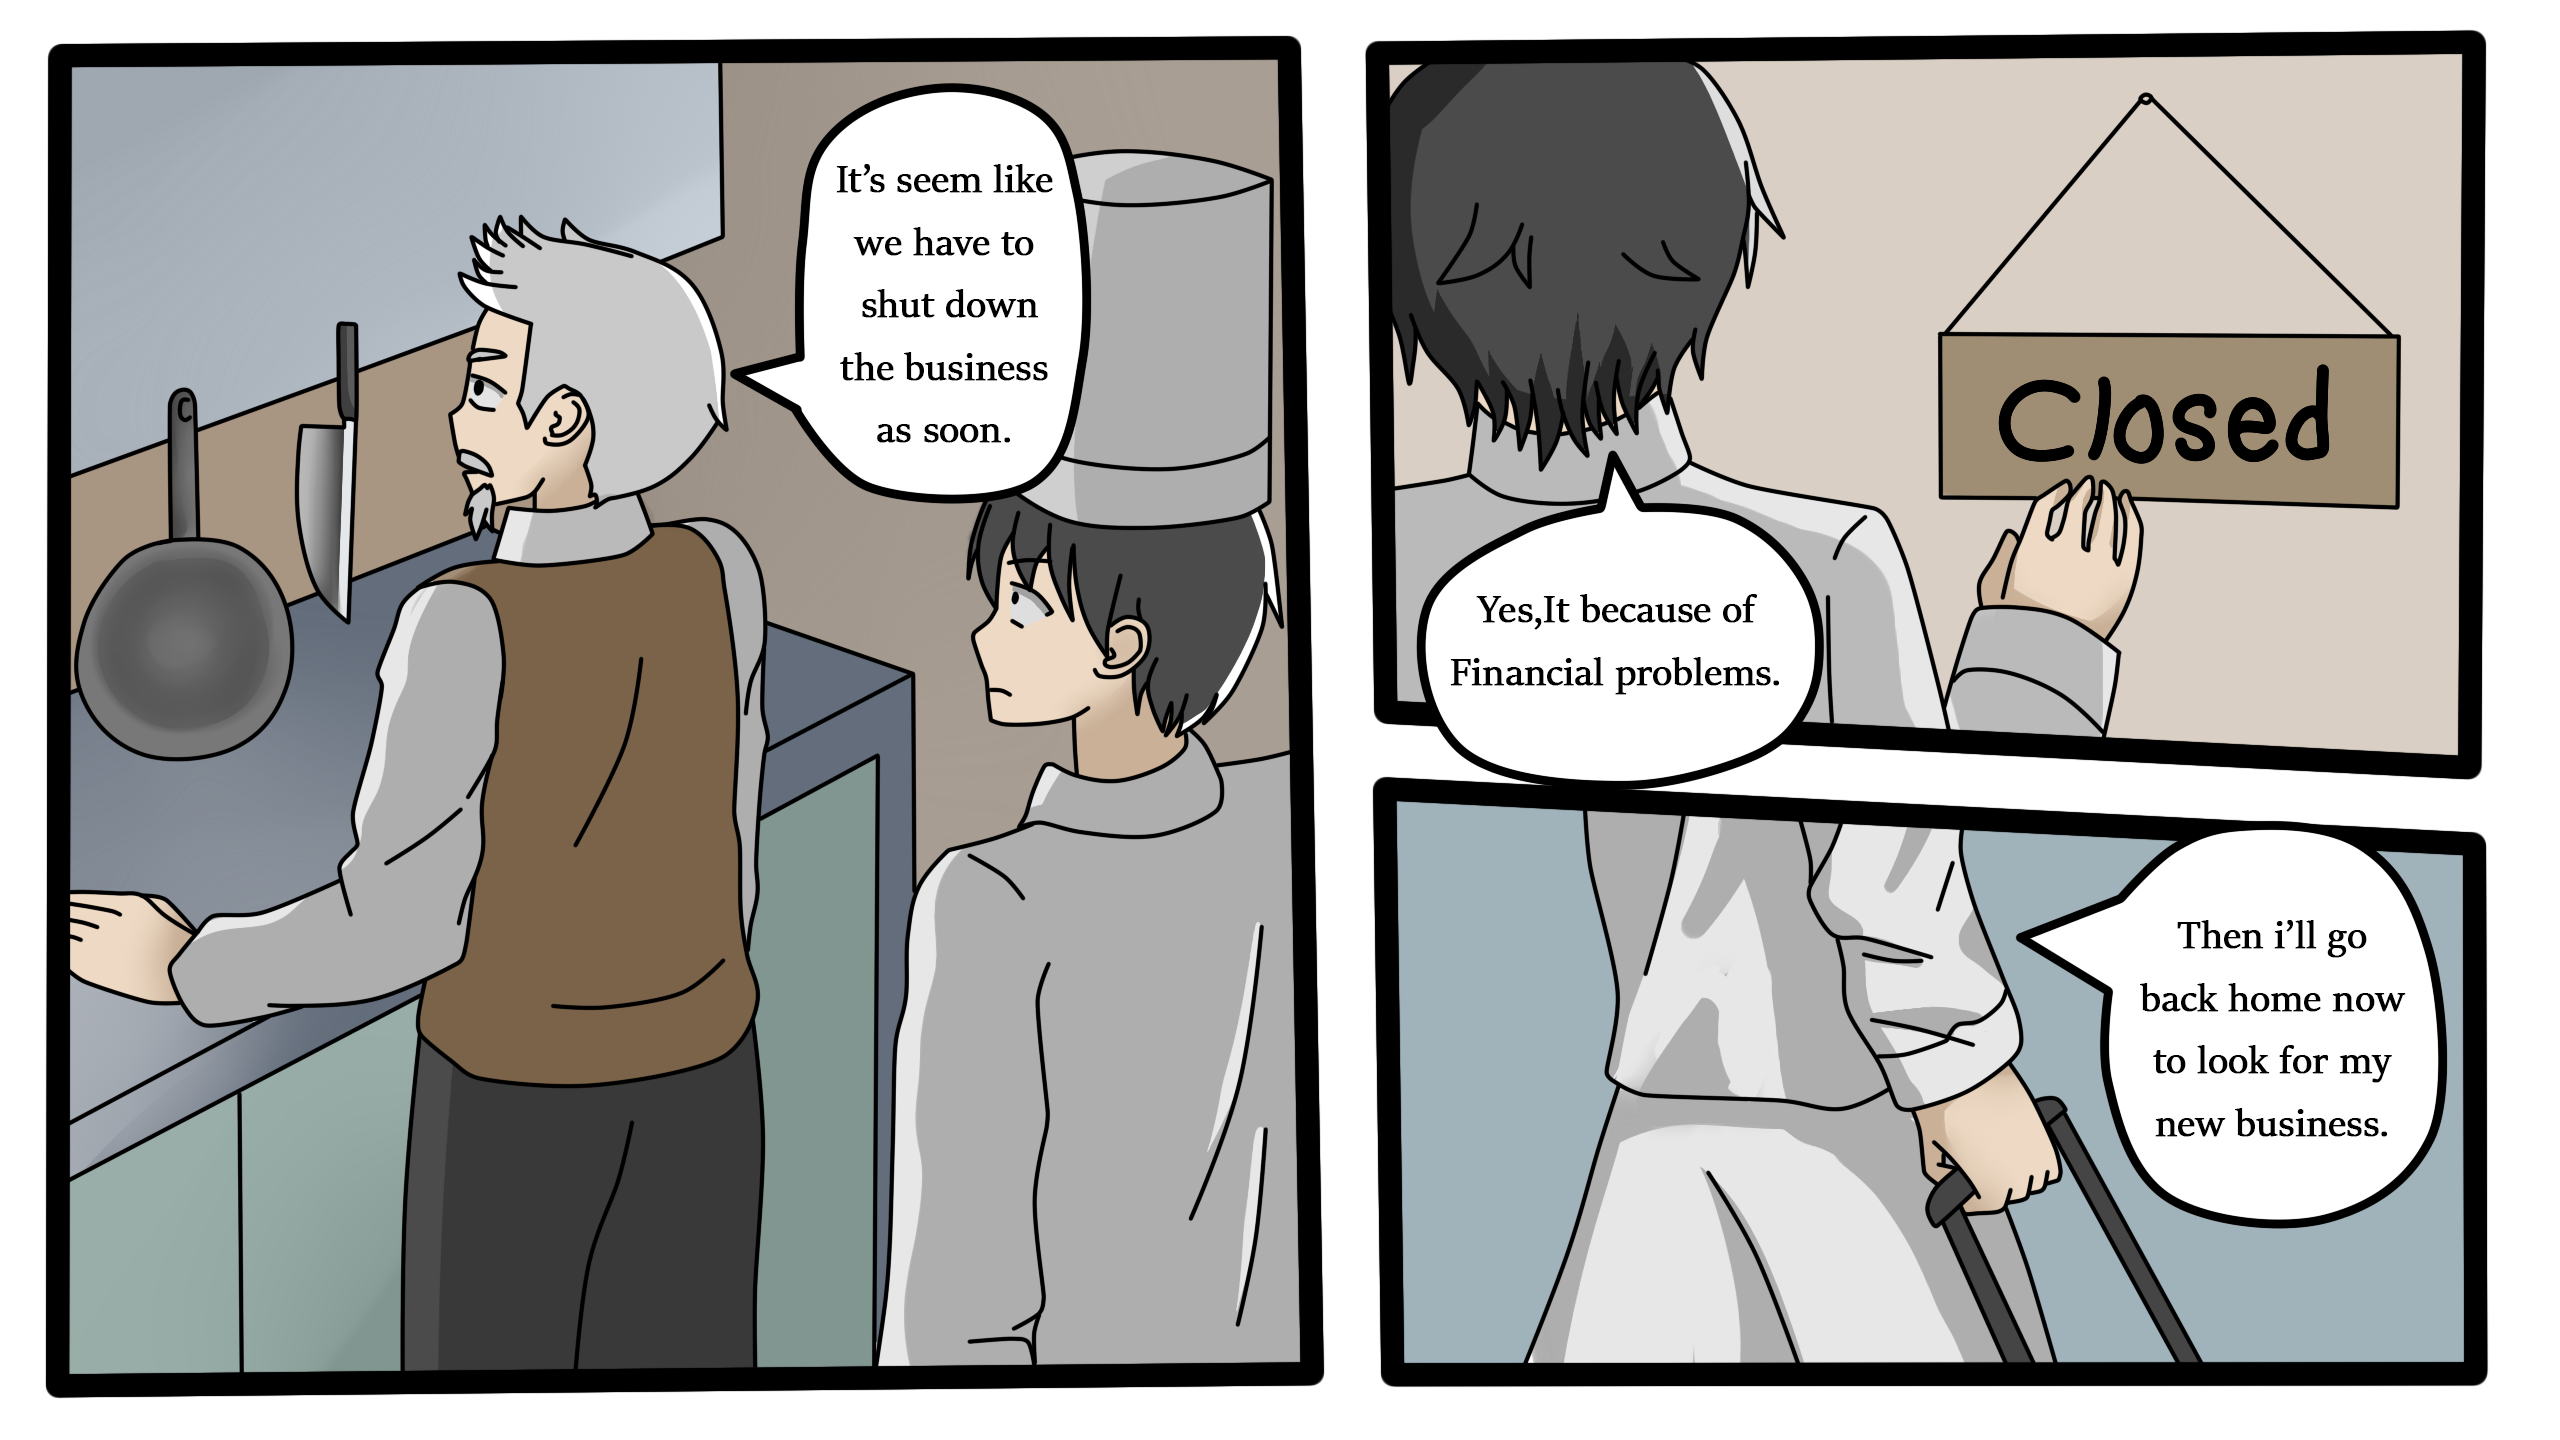 It's seem like
we have to
shut down
the business
as soon.
Closed
Yes,It because of
Financial problems.
Then i'll go
back home now
to look for my
new business.